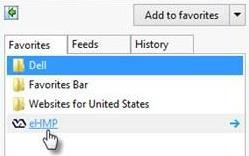 Add to favorites
Favorites Feeds History
Dell
Favorites Bar
Websites for United States
eHMP